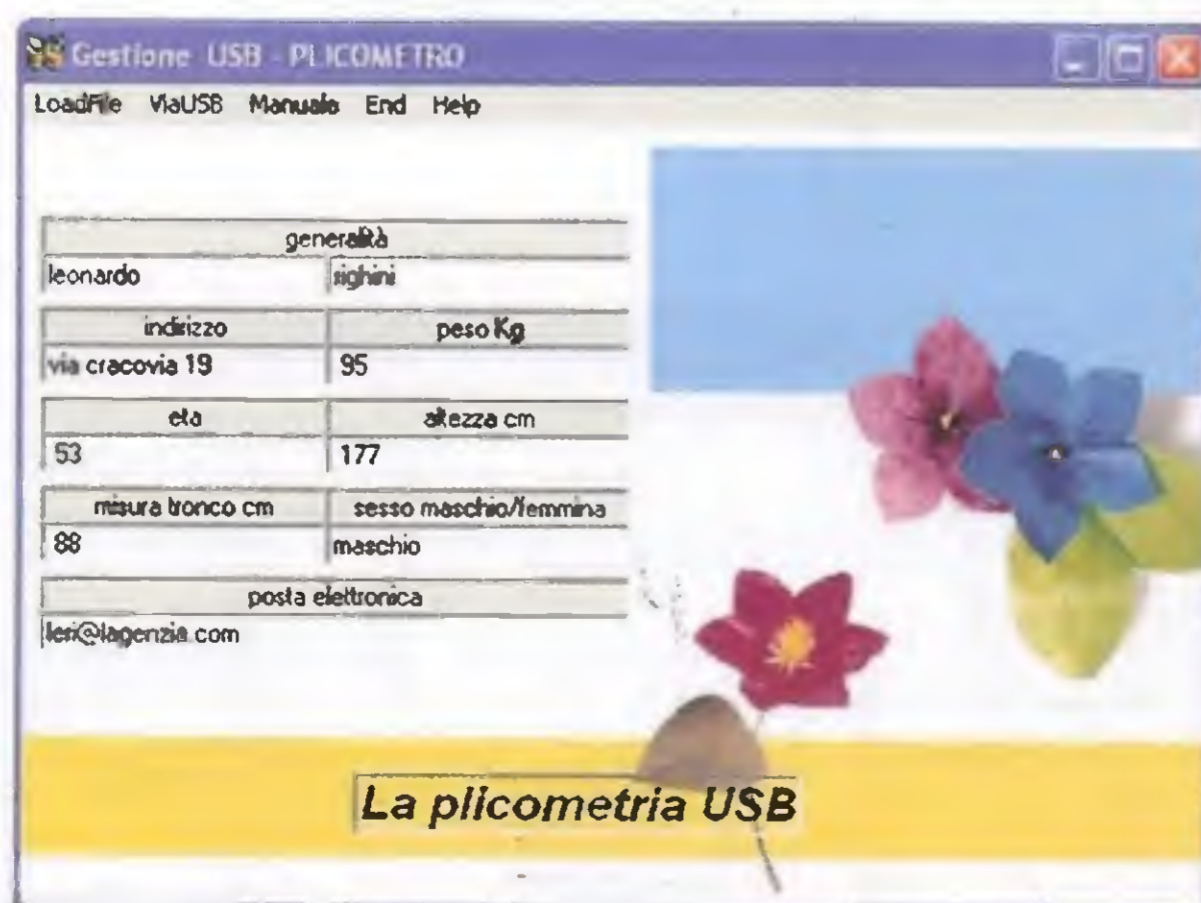 Gestione USB - PLICOMETRO
LoadFile ViaUSB Manuale End Help
generalità
leonardo righini
indirizzo peso Kg
via cracovia 19 95
eta altezza cm
53 177
misura tronco cm sesso maschio/femmina
88 maschio
posta elettronica
leri@lagenzia.com
La plicometria USB